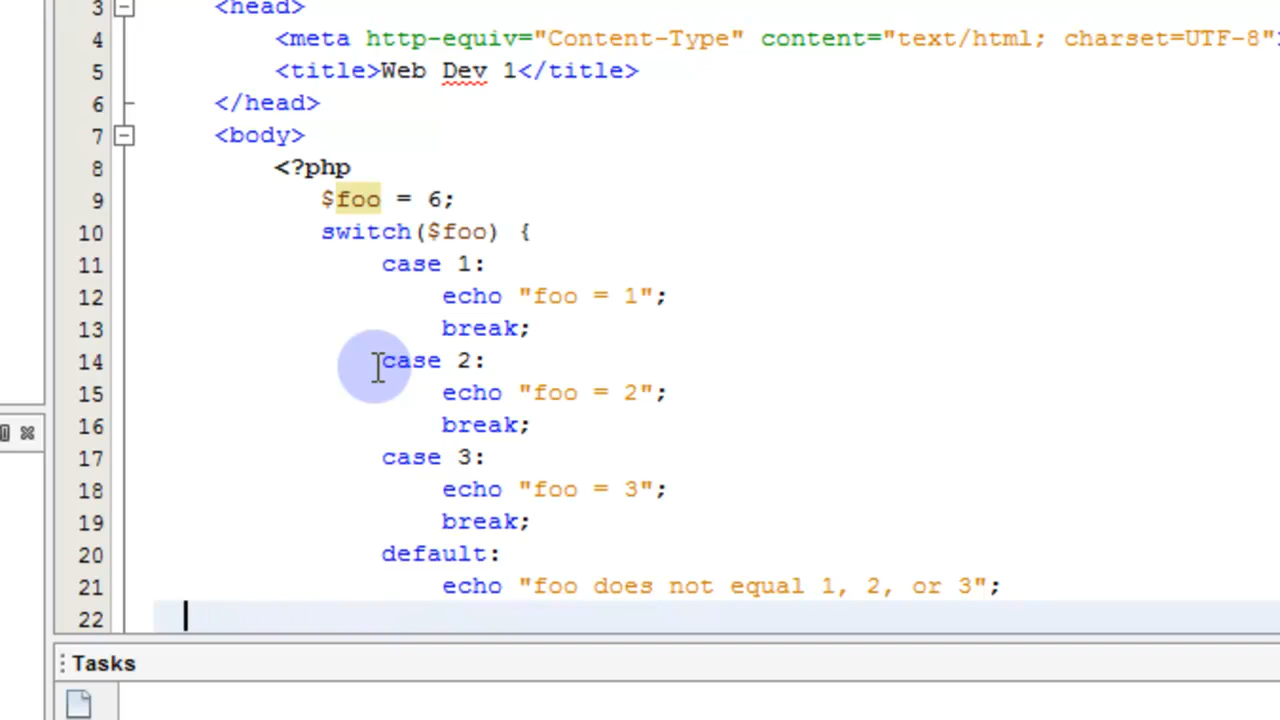 3 <head>
4 <meta http-equiv="Content-Type" content="text/html; charset=UTF-8"
5 <title>Web Dev 1</title>
6 </head>
7 <body>
8 <?php
9 $foo = 6;
10 switch($foo) {
11 case 1:
12 echo "foo = 1";
13 break;
14 case 2:
15 echo "foo = 2";
16 break;
17 case 3:
18 echo "foo = 3";
19 break;
20 default:
21 echo "foo does not equal 1, 2, or 3";
22
Tasks